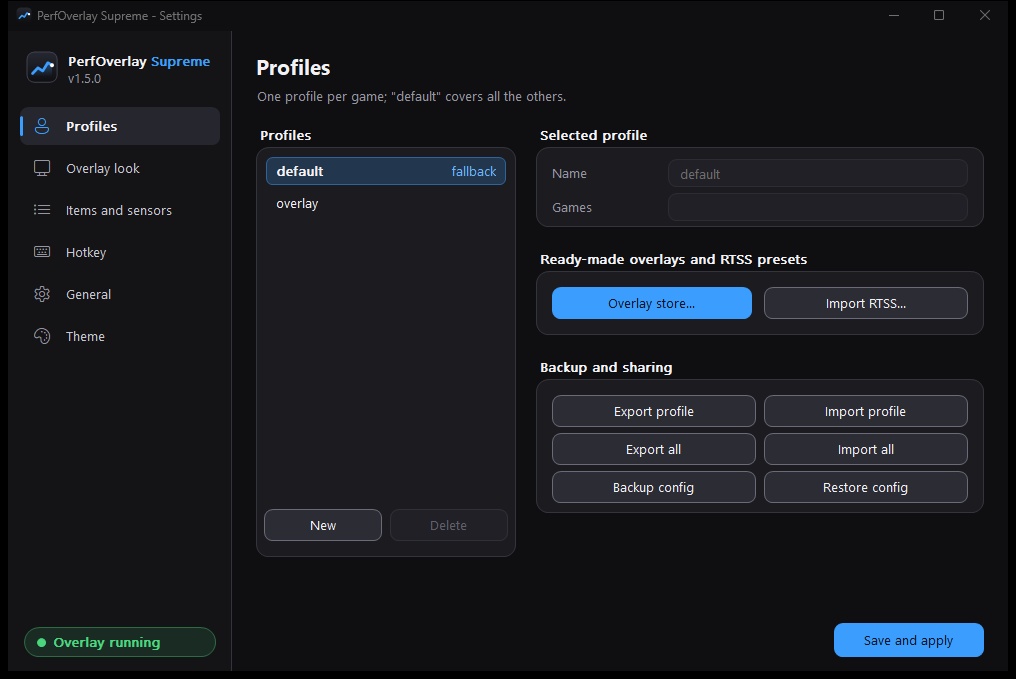 PerfOverlay Supreme - Settings
PerfOverlay Supreme
v1.5.0
Profiles
Overlay look
Items and sensors
Hotkey
General
Theme
Overlay running
Profiles
One profile per game; "default" covers all the others.
Profiles
default fallback
overlay
New Delete
Selected profile
Name default
Games
Ready-made overlays and RTSS presets
Overlay store... Import RTSS...
Backup and sharing
Export profile Import profile
Export all Import all
Backup config Restore config
Save and apply